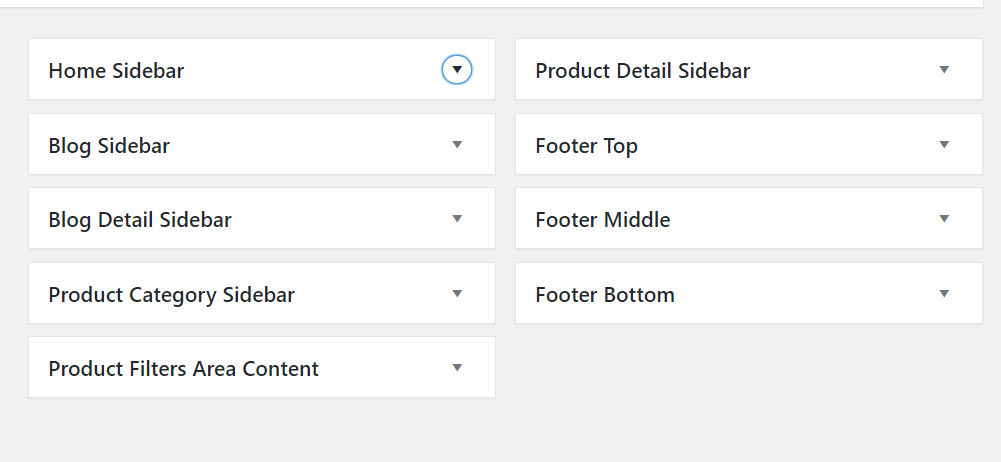 Home Sidebar
Blog Sidebar
Blog Detail Sidebar
Product Category Sidebar
Product Filters Area Content
Product Detail Sidebar
Footer Top
Footer Middle
Footer Bottom